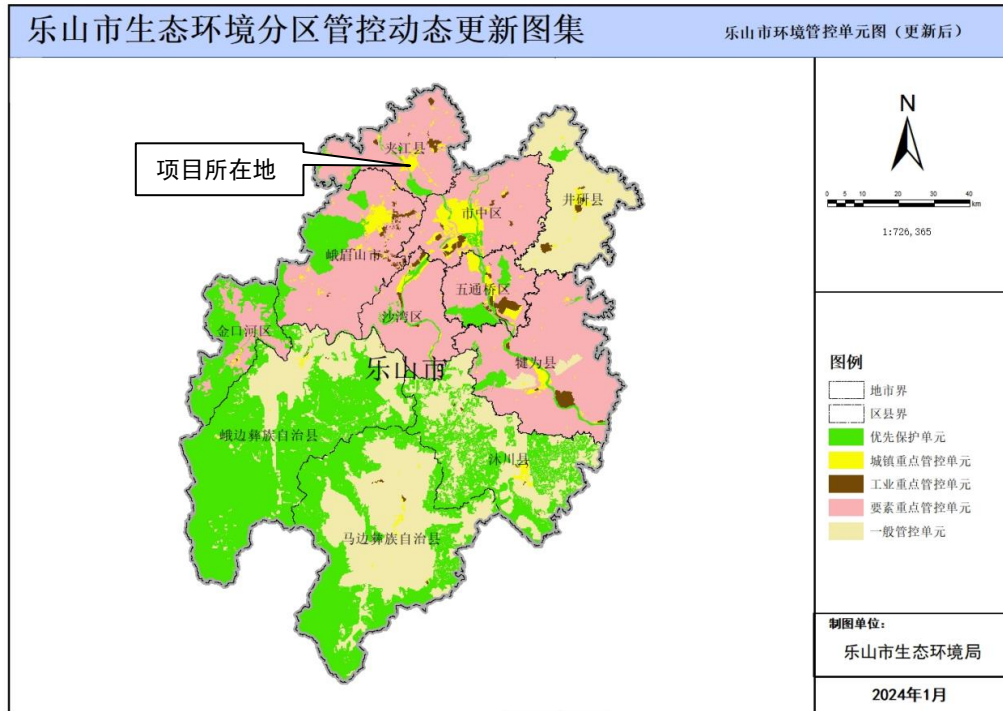 乐山市生态环境分区管控动态更新图集
乐山市环境管控单元图（更新后）
项目所在地
夹江县
井研县
市中区
峨眉山市
五通桥区
沙湾区
金口河区
乐山市
犍为县
峨边彝族自治县
沐川县
马边彝族自治县
N
0 5 10 20 30 40
km
1:726,365
图例
地市界
区县界
优先保护单元
城镇重点管控单元
工业重点管控单元
要素重点管控单元
一般管控单元
制图单位：
乐山市生态环境局
2024年1月